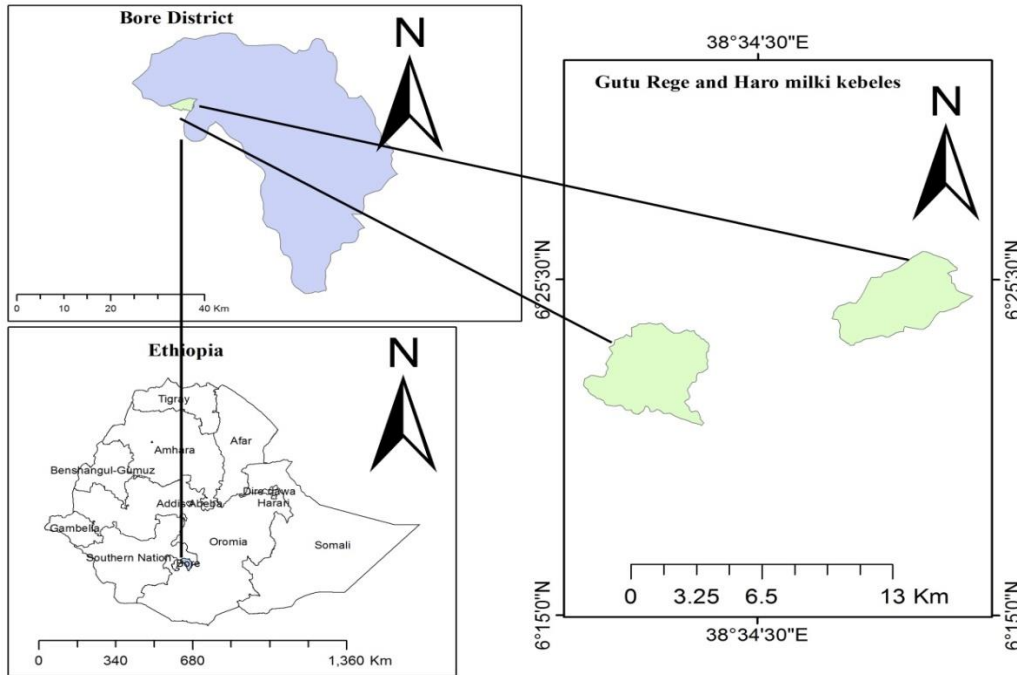 Bore District
N
0 10 20 40 Km
Ethiopia
N
Tigray
Afar
Amhara
Benshangul-Gumuz
Dire dawa
Addis Abeba
Harari
Gambella
Oromia
Somali
Southern Nation
Bore
0 340 680 1,360 Km
38°34'30"E
Gutu Rege and Haro milki kebeles
N
6°25'30"N
6°25'30"N
0 3.25 6.5 13 Km
6°15'0"N
6°15'0"N
38°34'30"E